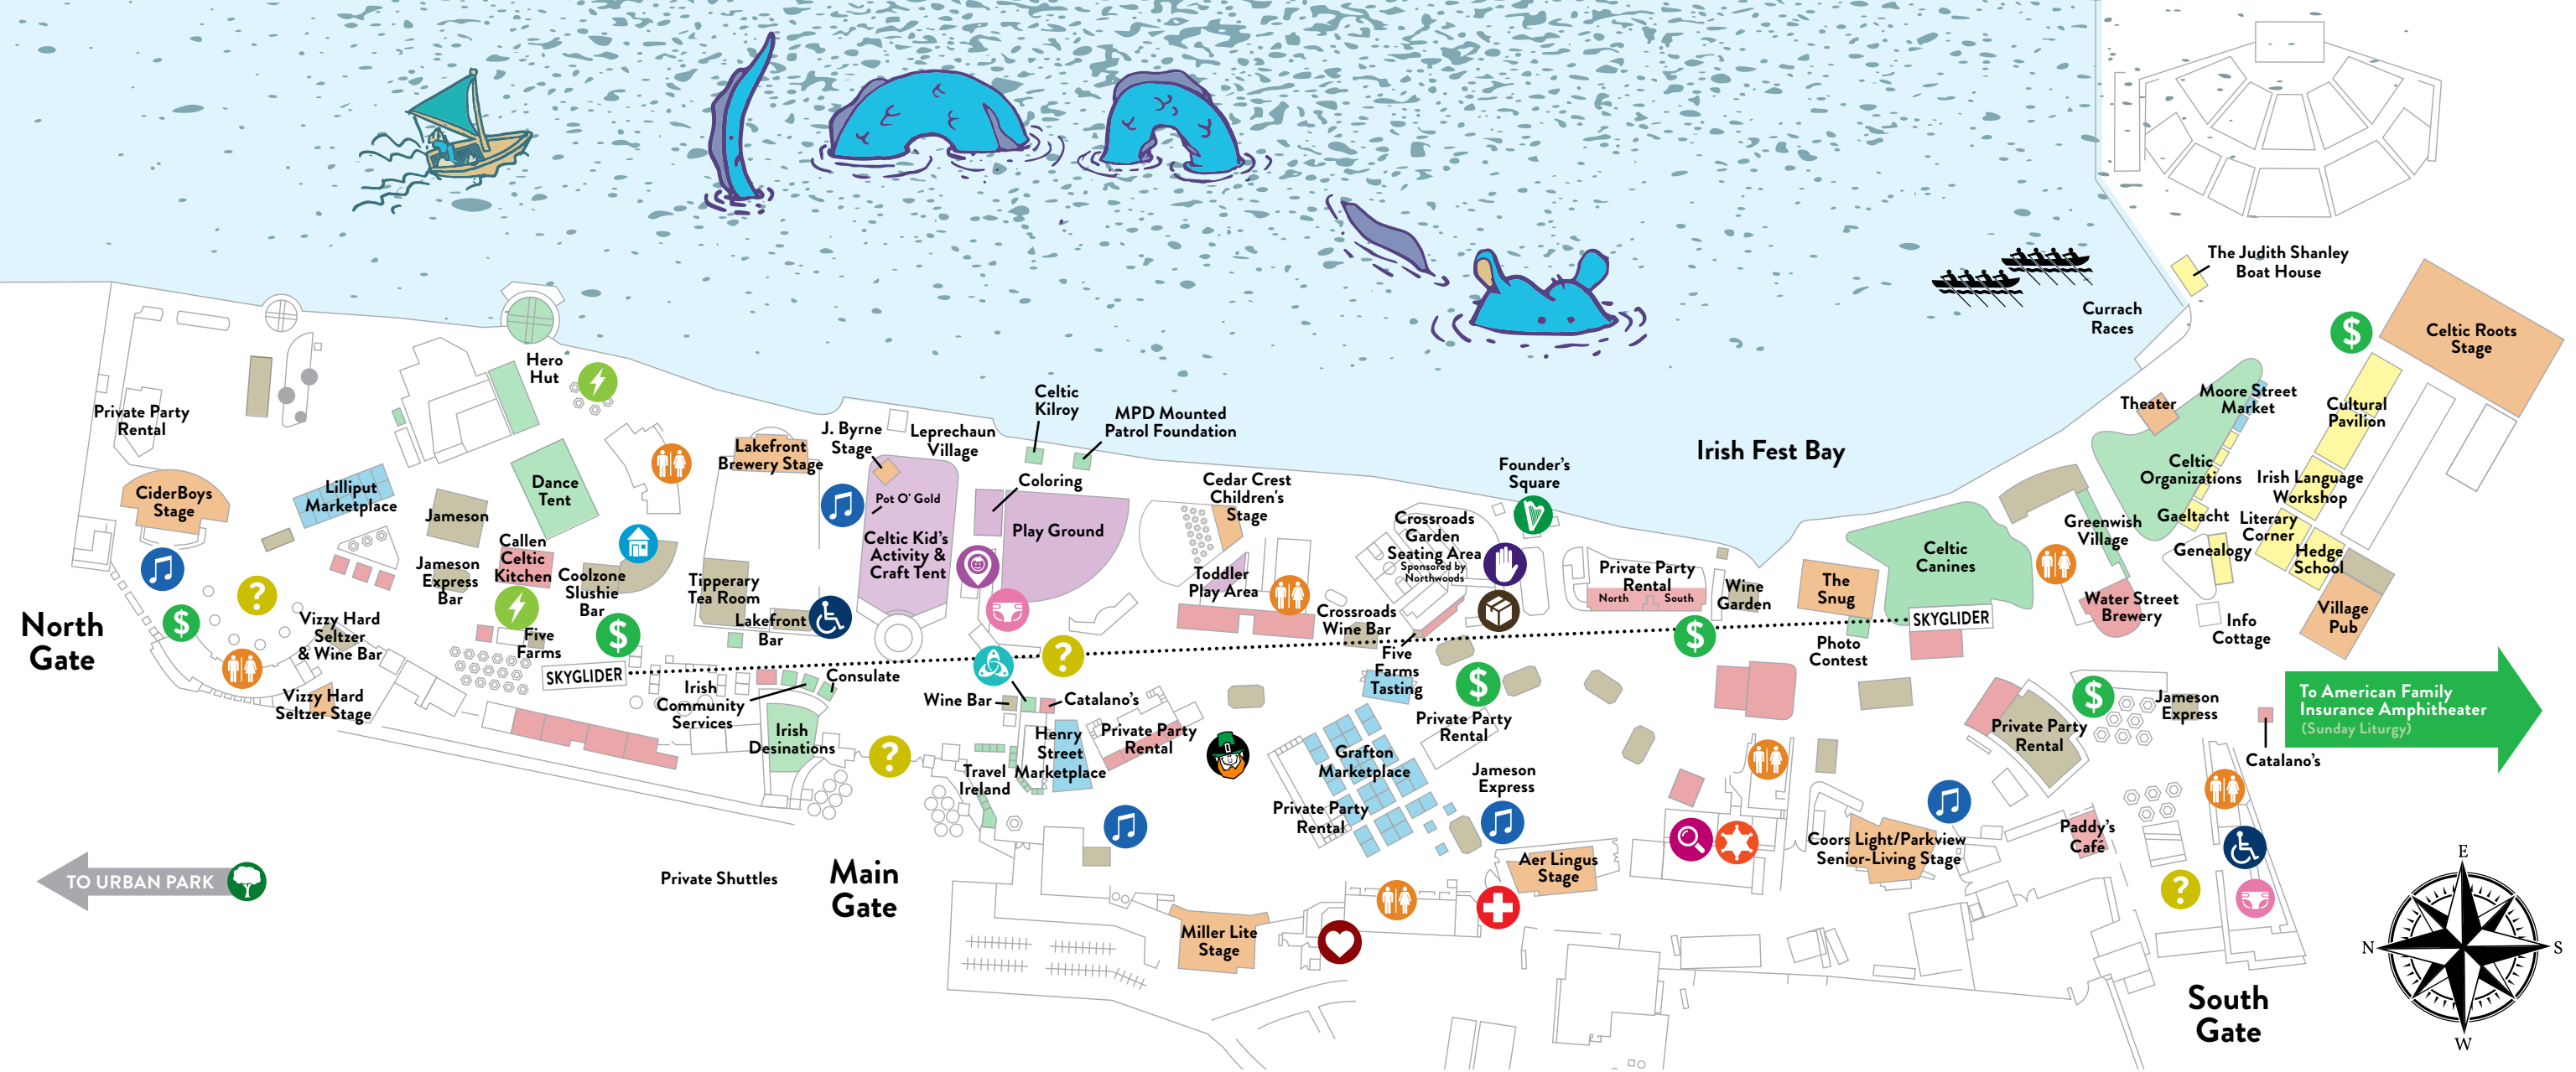 The Judith Shanley
Boat House
Currach
Races
Celtic Roots
Stage
Hero
Hut
Celtic
Kilroy
MPD Mounted
Patrol Foundation
Irish Fest Bay
Theater
Moore Street
Market
Cultural
Pavilion
Private Party
Rental
J. Byrne
Stage
Leprechaun
Village
Lakefront
Brewery Stage
Coloring
Founder's
Square
Celtic
Organizations
Irish Language
Workshop
CiderBoys
Stage
Lilliput
Marketplace
Jameson
Dance
Tent
Pot O' Gold
Celtic Kid's
Activity &
Craft Tent
Play Ground
Cedar Crest
Children's
Stage
Toddler
Play Area
Crossroads
Garden
Seating Area
Sponsored by
Northwoods
Private Party
Rental
North
South
Wine
Garden
The
Snug
Celtic
Canines
Greenwish
Village
Gaeltacht
Literary
Corner
Genealogy
Hedge
School
Callen
Celtic
Kitchen
Jameson
Express
Bar
Coolzone
Slushie
Bar
Tipperary
Tea Room
Lakefront
Bar
Crossroads
Wine Bar
Water Street
Brewery
Info
Cottage
Village
Pub
North
Gate
Vizzy Hard
Seltzer
& Wine Bar
Five
Farms
SKYGLIDER
SKYGLIDER
Photo
Contest
Five
Farms
Tasting
Vizzy Hard
Seltzer Stage
Irish
Community
Services
Consulate
Wine Bar
Catalano's
Irish
Desinations
Henry
Street
Marketplace
Private Party
Rental
Travel
Ireland
Grafton
Marketplace
Private Party
Rental
Private Party
Rental
Jameson
Express
Private Party
Rental
Jameson
Express
To American Family
Insurance Amphitheater
(Sunday Liturgy)
Catalano's
Aer Lingus
Stage
Coors Light/Parkview
Senior-Living Stage
Paddy's
Café
TO URBAN PARK
Private Shuttles
Main
Gate
Miller Lite
Stage
South
Gate
E
N
S
W